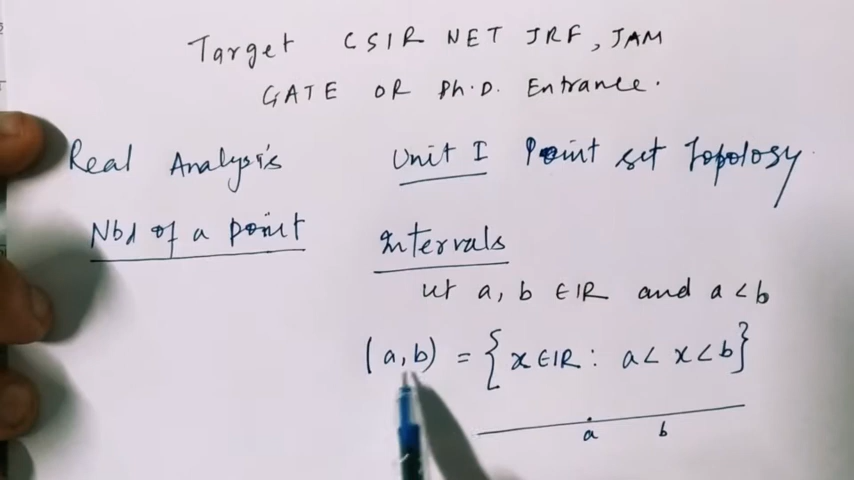 Target CSIR NET JRF, JAM
GATE OR Ph.D. Entrance.
Real Analysis Unit I Point set Topology
Nbd of a point Intervals
Let a, b ∈ IR and a < b
(a, b) = { x ∈ IR : a < x < b }
a b